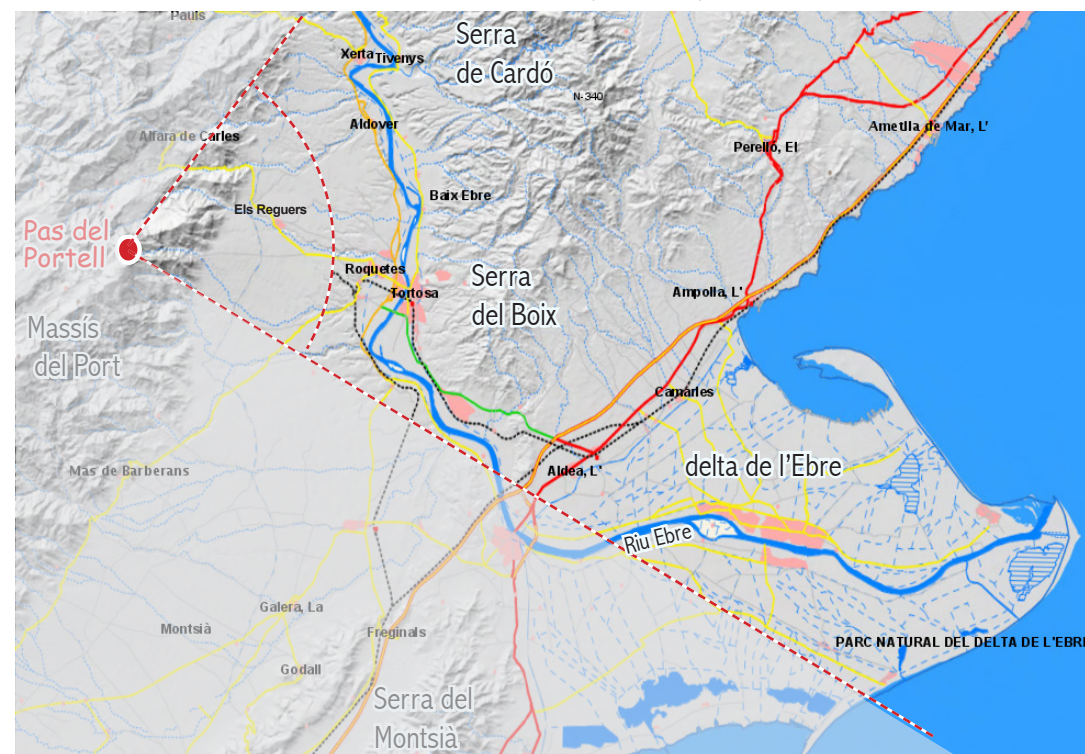 Paüls
Serra
de Cardó
Xerta
Tivenys
N-340
Aldover
Ametlla de Mar, L'
Alfara de Carles
Perelló, El
Baix Ebre
Els Reguers
Pas del
Portell
Roquetes
Serra
del Boix
Tortosa
Ampolla, L'
Massís
del Port
Camarles
Mas de Barberans
Aldea, L'
delta de l'Ebre
Riu Ebre
Galera, La
Montsià
Freginals
PARC NATURAL DEL DELTA DE L'EBRE
Godall
Serra del
Montsià